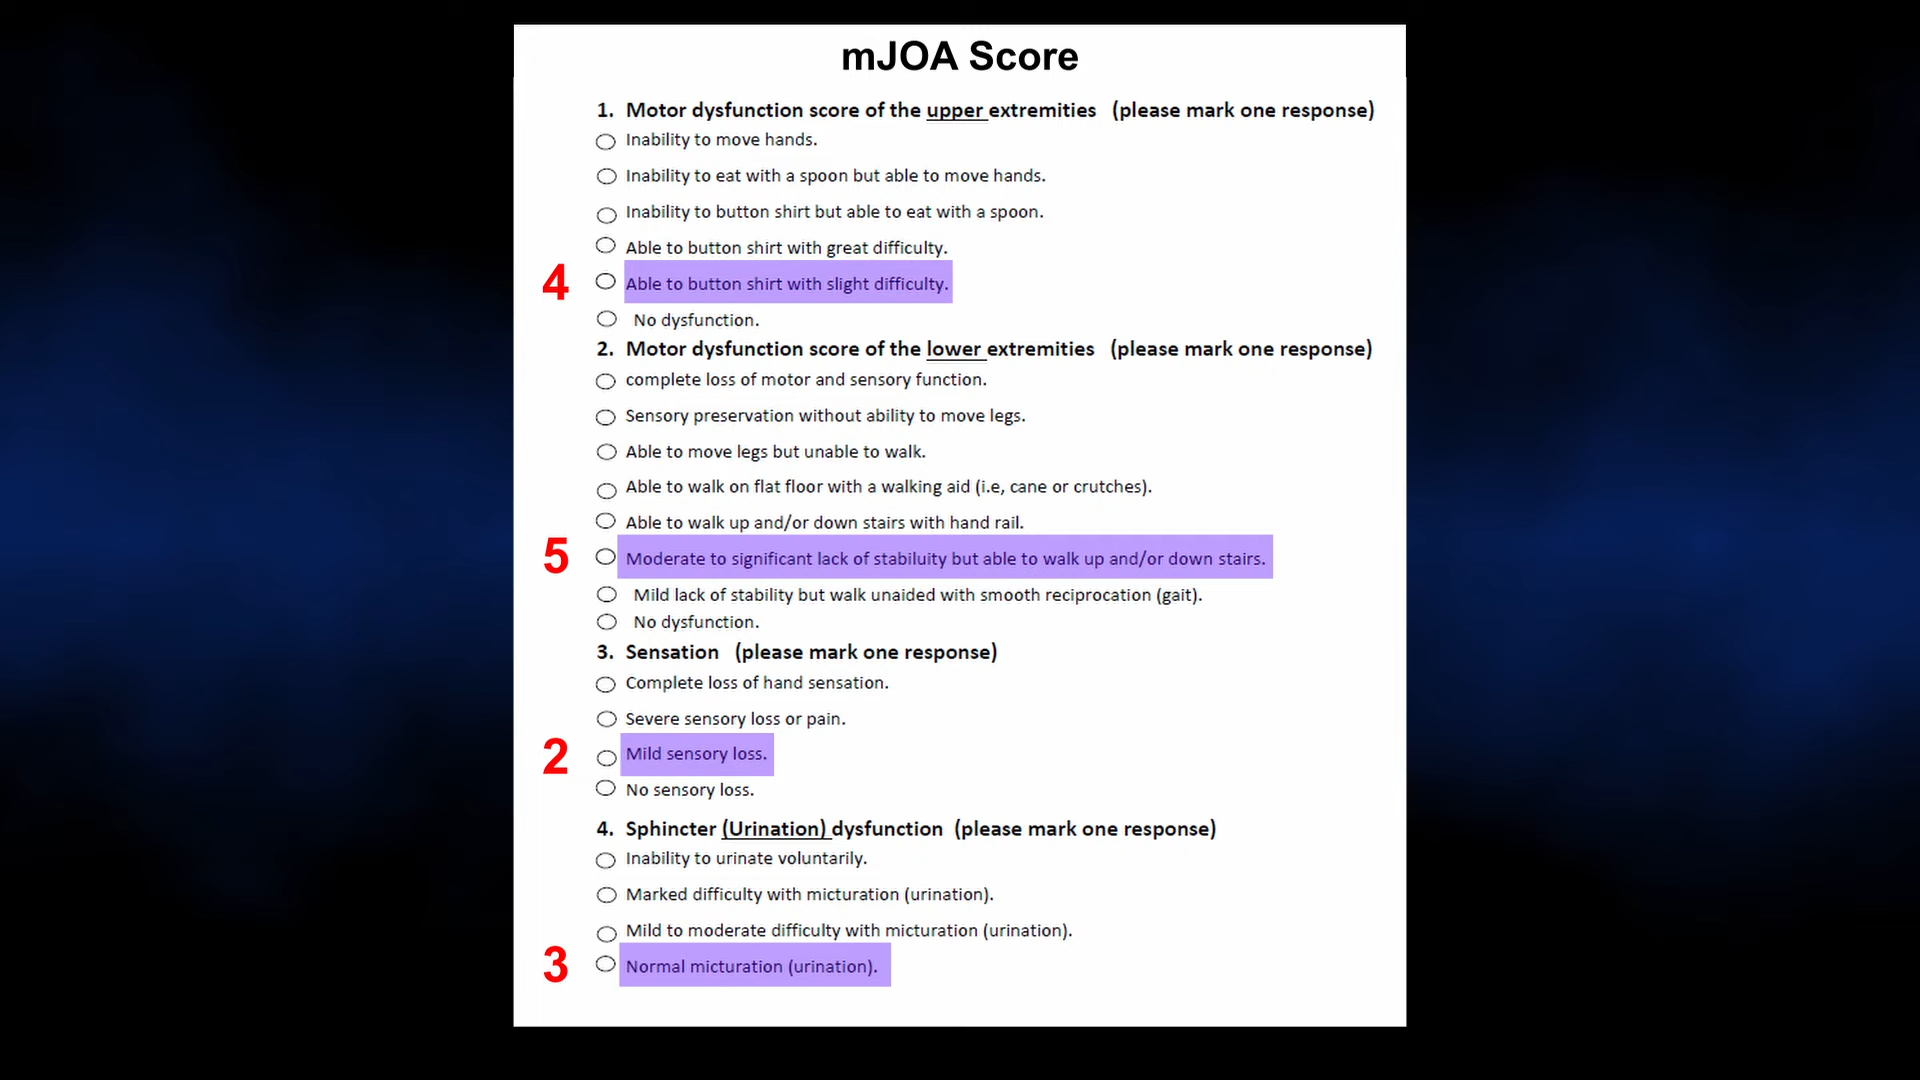 mJOA Score
1. Motor dysfunction score of the upper extremities (please mark one response)
Inability to move hands.
Inability to eat with a spoon but able to move hands.
Inability to button shirt but able to eat with a spoon.
Able to button shirt with great difficulty.
4 Able to button shirt with slight difficulty.
No dysfunction.
2. Motor dysfunction score of the lower extremities (please mark one response)
complete loss of motor and sensory function.
Sensory preservation without ability to move legs.
Able to move legs but unable to walk.
Able to walk on flat floor with a walking aid (i.e, cane or crutches).
Able to walk up and/or down stairs with hand rail.
5 Moderate to significant lack of stabiluity but able to walk up and/or down stairs.
Mild lack of stability but walk unaided with smooth reciprocation (gait).
No dysfunction.
3. Sensation (please mark one response)
Complete loss of hand sensation.
Severe sensory loss or pain.
2 Mild sensory loss.
No sensory loss.
4. Sphincter (Urination) dysfunction (please mark one response)
Inability to urinate voluntarily.
Marked difficulty with micturation (urination).
Mild to moderate difficulty with micturation (urination).
3 Normal micturation (urination).